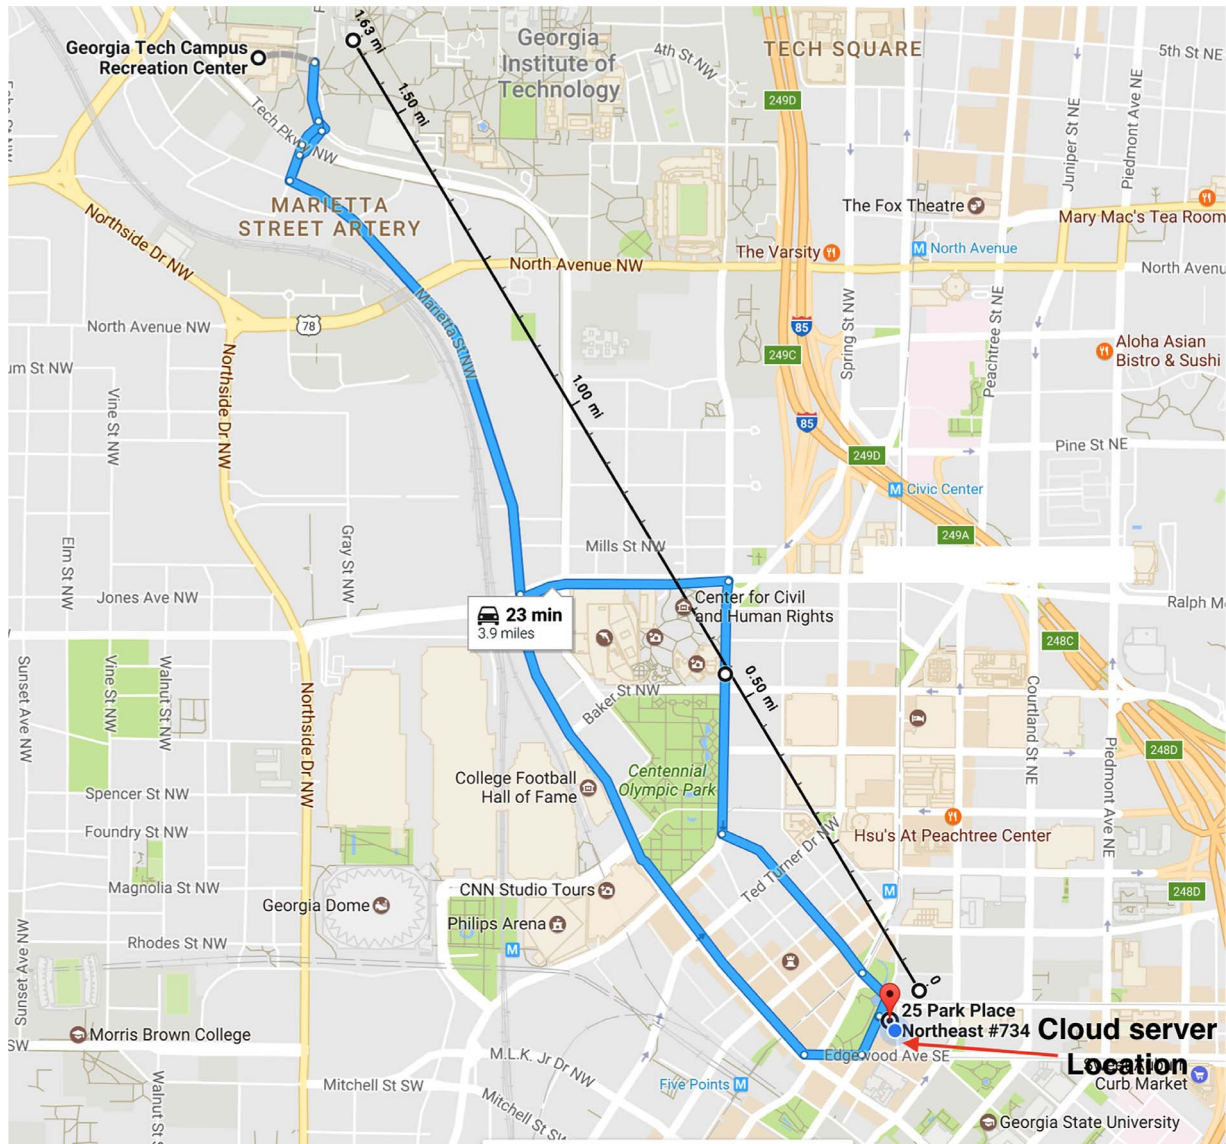 1.63 mi
Georgia Tech Campus
Recreation Center
Georgia
Institute of
Technology
4th St NW
TECH SQUARE
5th St NE
249D
1.50 mi
Tech Pkwy NW
Juniper St NE
Piedmont Ave NE
MARIETTA
STREET ARTERY
The Fox Theatre
Mary Mac's Tea Room
Northside Dr NW
The Varsity
M North Avenue
North Avenue NW
North Avenu
78
North Avenue NW
Marietta St NW
85
Spring St NW
Peachtree St NE
249C
Aloha Asian
Bistro & Sushi
um St NW
Vine St NW
Northside Dr NW
1.00 mi
85
249D
Pine St NE
M Civic Center
249A
Elm St NW
Gray St NW
Mills St NW
Jones Ave NW
23 min
3.9 miles
Center for Civil
and Human Rights
Ralph M
248C
Sunset Ave NW
Vine St NW
Walnut St NW
Northside Dr NW
Baker St NW
0.50 mi
Courtland St NE
Piedmont Ave NE
248D
College Football
Hall of Fame
Centennial
Olympic Park
Spencer St NW
Foundry St NW
Hsu's At Peachtree Center
Ted Turner Dr NW
Magnolia St NW
CNN Studio Tours
M
248D
Georgia Dome
Philips Arena
M
Rhodes St NW
Sunset Ave NW
0
25 Park Place
Northeast #734
Cloud server
Location
Morris Brown College
SW
Edgewood Ave SE
M.L.K. Jr Dr NW
Curb Market
Mitchell St SW
Five Points M
Walnut St
Mitchell St SW
Georgia State University